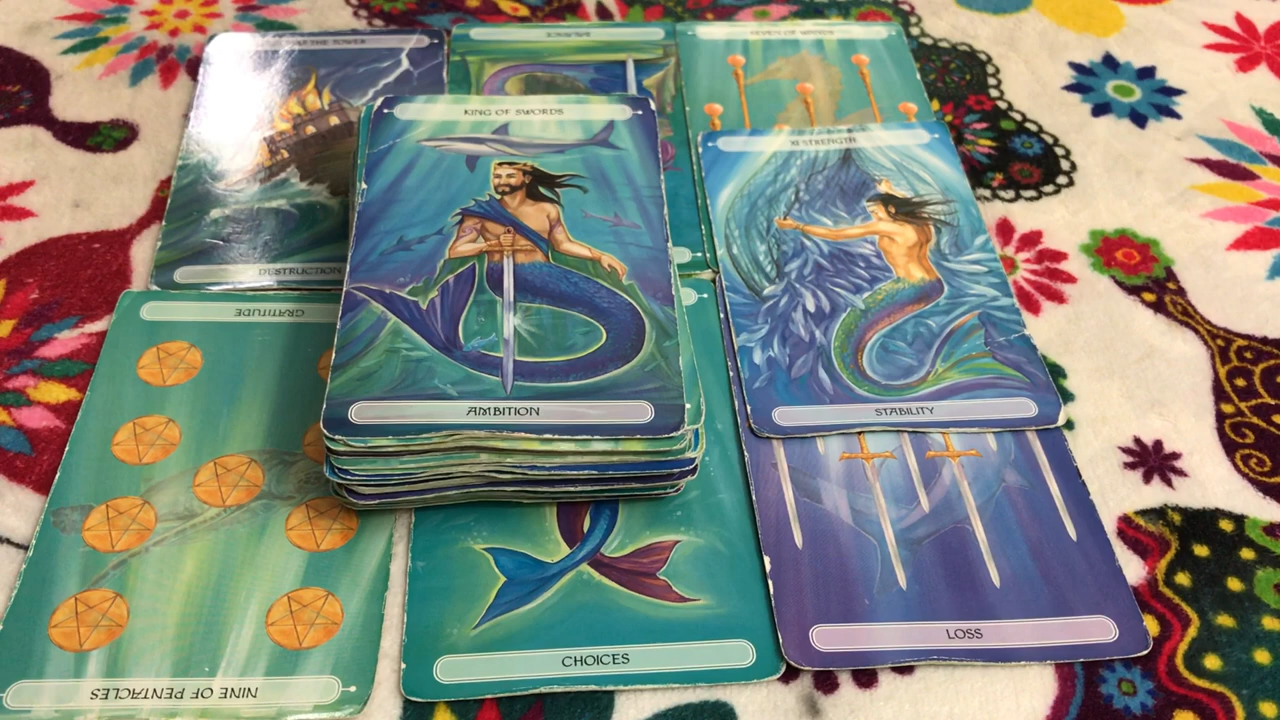 THE TOWER
SEVEN OF WANDS
KING OF SWORDS
XI STRENGTH
DESTRUCTION
GRATITUDE
AMBITION
STABILITY
LOSS
CHOICES
NINE OF PENTACLES